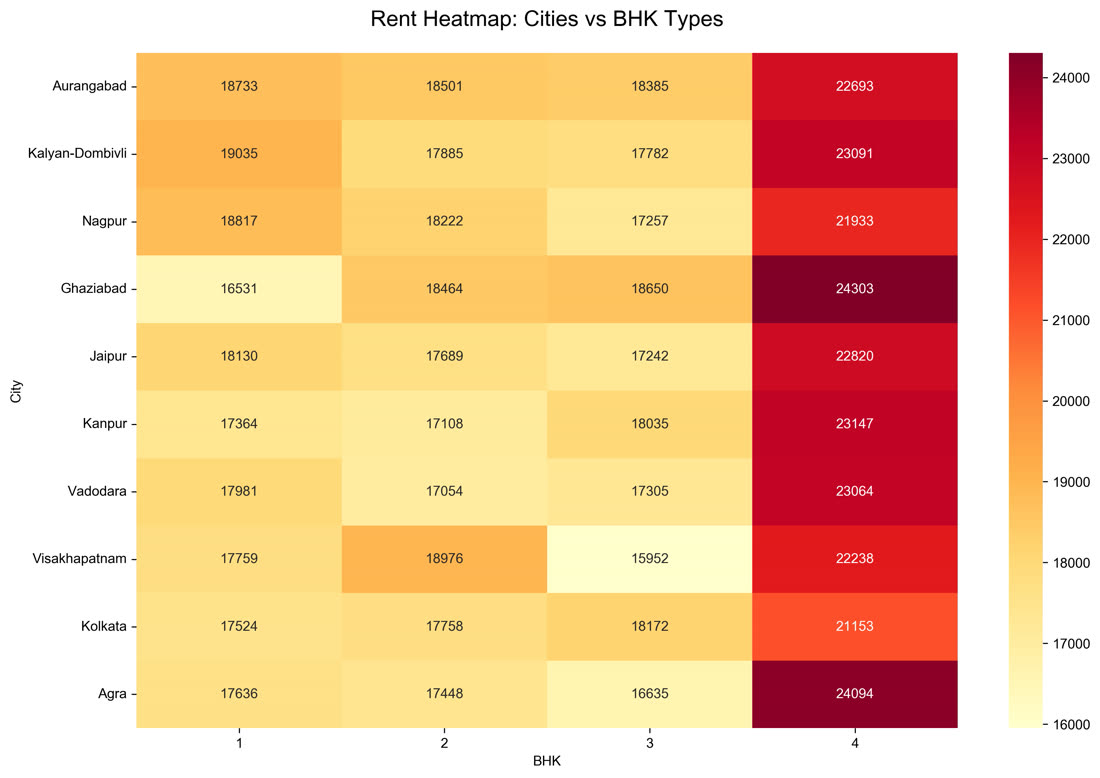 Rent Heatmap: Cities vs BHK Types
Aurangabad 18733 18501 18385 22693
Kalyan-Dombivli 19035 17885 17782 23091
Nagpur 18817 18222 17257 21933
Ghaziabad 16531 18464 18650 24303
Jaipur 18130 17689 17242 22820
Kanpur 17364 17108 18035 23147
Vadodara 17981 17054 17305 23064
Visakhapatnam 17759 18976 15952 22238
Kolkata 17524 17758 18172 21153
Agra 17636 17448 16635 24094
City
1 2 3 4
BHK
24000
23000
22000
21000
20000
19000
18000
17000
16000